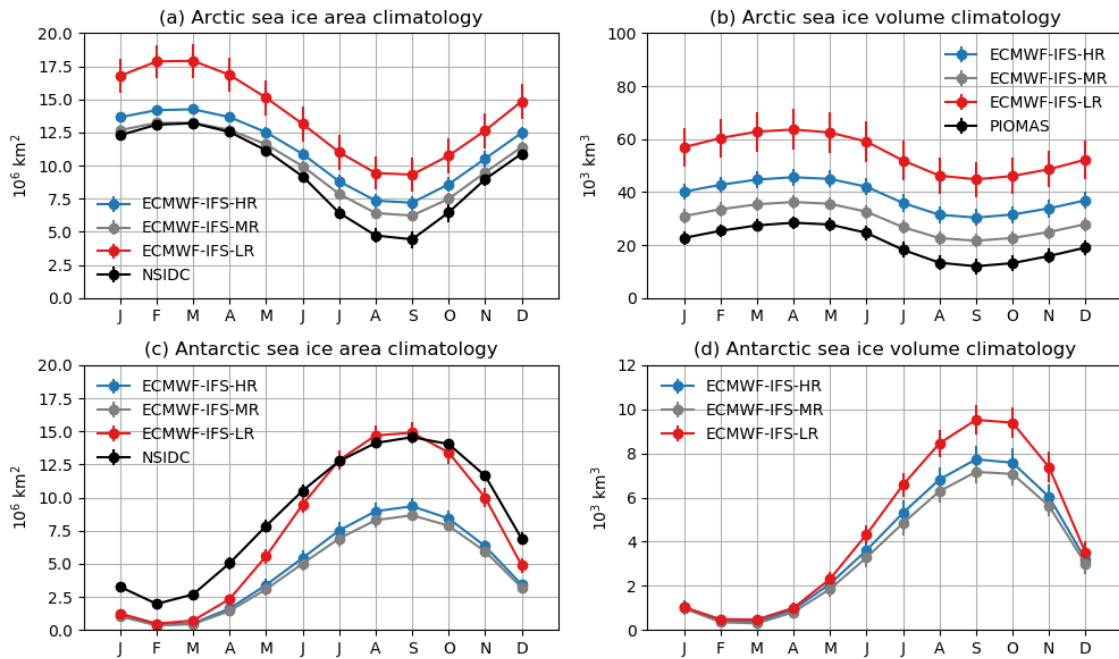 (a) Arctic sea ice area climatology
20.0
17.5
15.0
12.5
10.0
7.5
5.0
2.5
0.0
10⁶ km²
ECMWF-IFS-HR
ECMWF-IFS-MR
ECMWF-IFS-LR
NSIDC
J F M A M J J A S O N D
(b) Arctic sea ice volume climatology
100
80
60
40
20
0
10³ km³
ECMWF-IFS-HR
ECMWF-IFS-MR
ECMWF-IFS-LR
PIOMAS
J F M A M J J A S O N D
(c) Antarctic sea ice area climatology
20.0
17.5
15.0
12.5
10.0
7.5
5.0
2.5
0.0
10⁶ km²
ECMWF-IFS-HR
ECMWF-IFS-MR
ECMWF-IFS-LR
NSIDC
J F M A M J J A S O N D
(d) Antarctic sea ice volume climatology
12
10
8
6
4
2
0
10³ km³
ECMWF-IFS-HR
ECMWF-IFS-MR
ECMWF-IFS-LR
J F M A M J J A S O N D